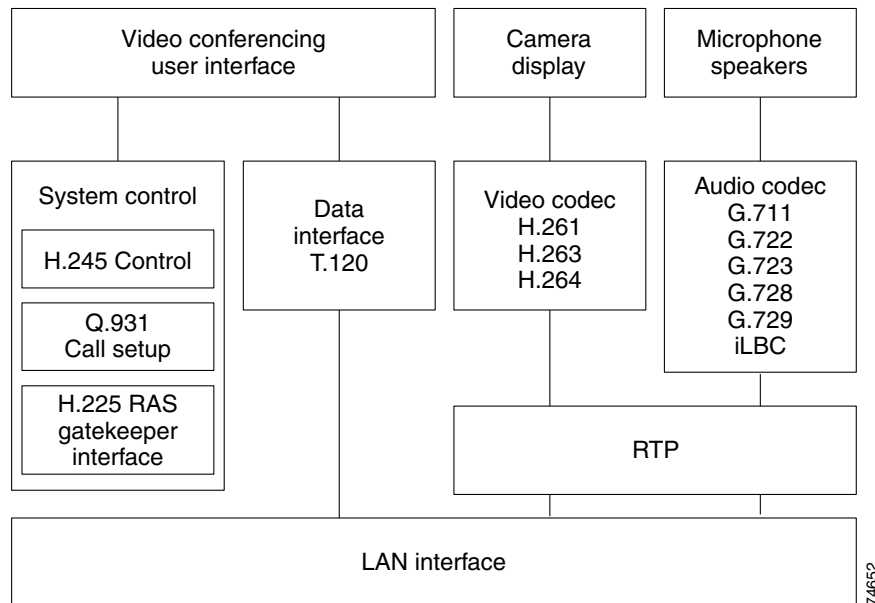 Video conferencing
user interface
Camera
display
Microphone
speakers
System control
H.245 Control
Q.931
Call setup
H.225 RAS
gatekeeper
interface
Data
interface
T.120
Video codec
H.261
H.263
H.264
Audio codec
G.711
G.722
G.723
G.728
G.729
iLBC
RTP
LAN interface
74652